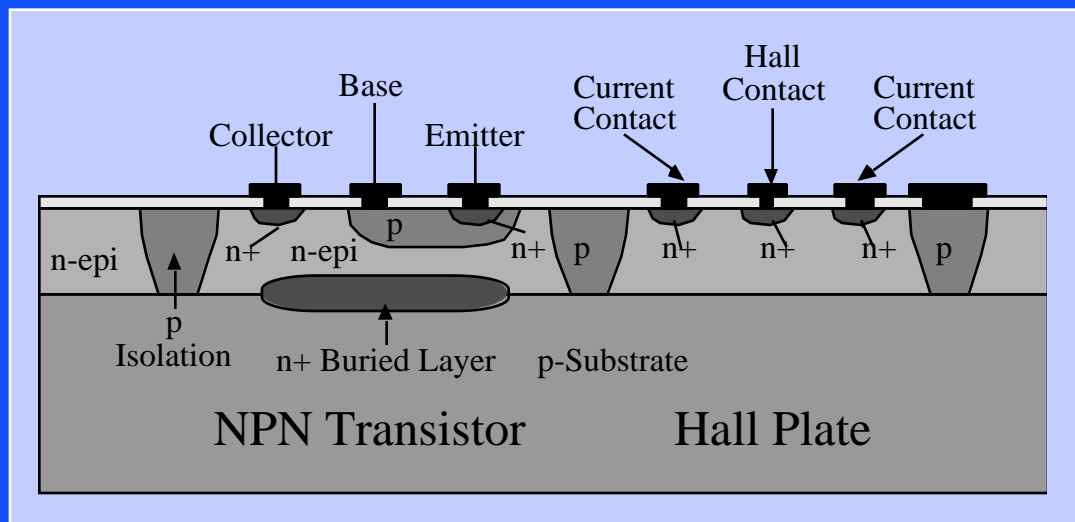 Hall
Contact
Base
Current
Contact
Current
Contact
Collector
Emitter
p
n-epi
n+
n-epi
n+
p
n+
n+
n+
p
p
Isolation
n+ Buried Layer
p-Substrate
NPN Transistor
Hall Plate